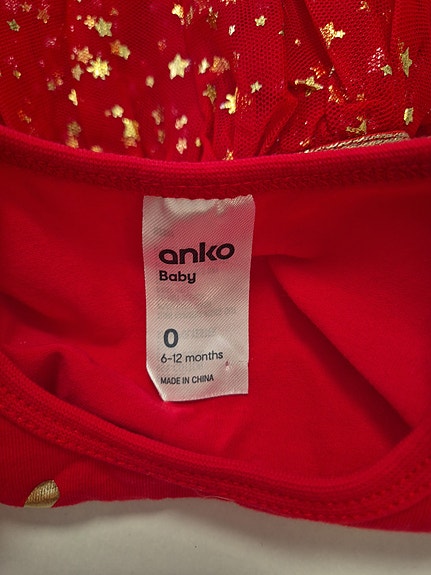 anko
Baby
0
6-12 months
MADE IN CHINA